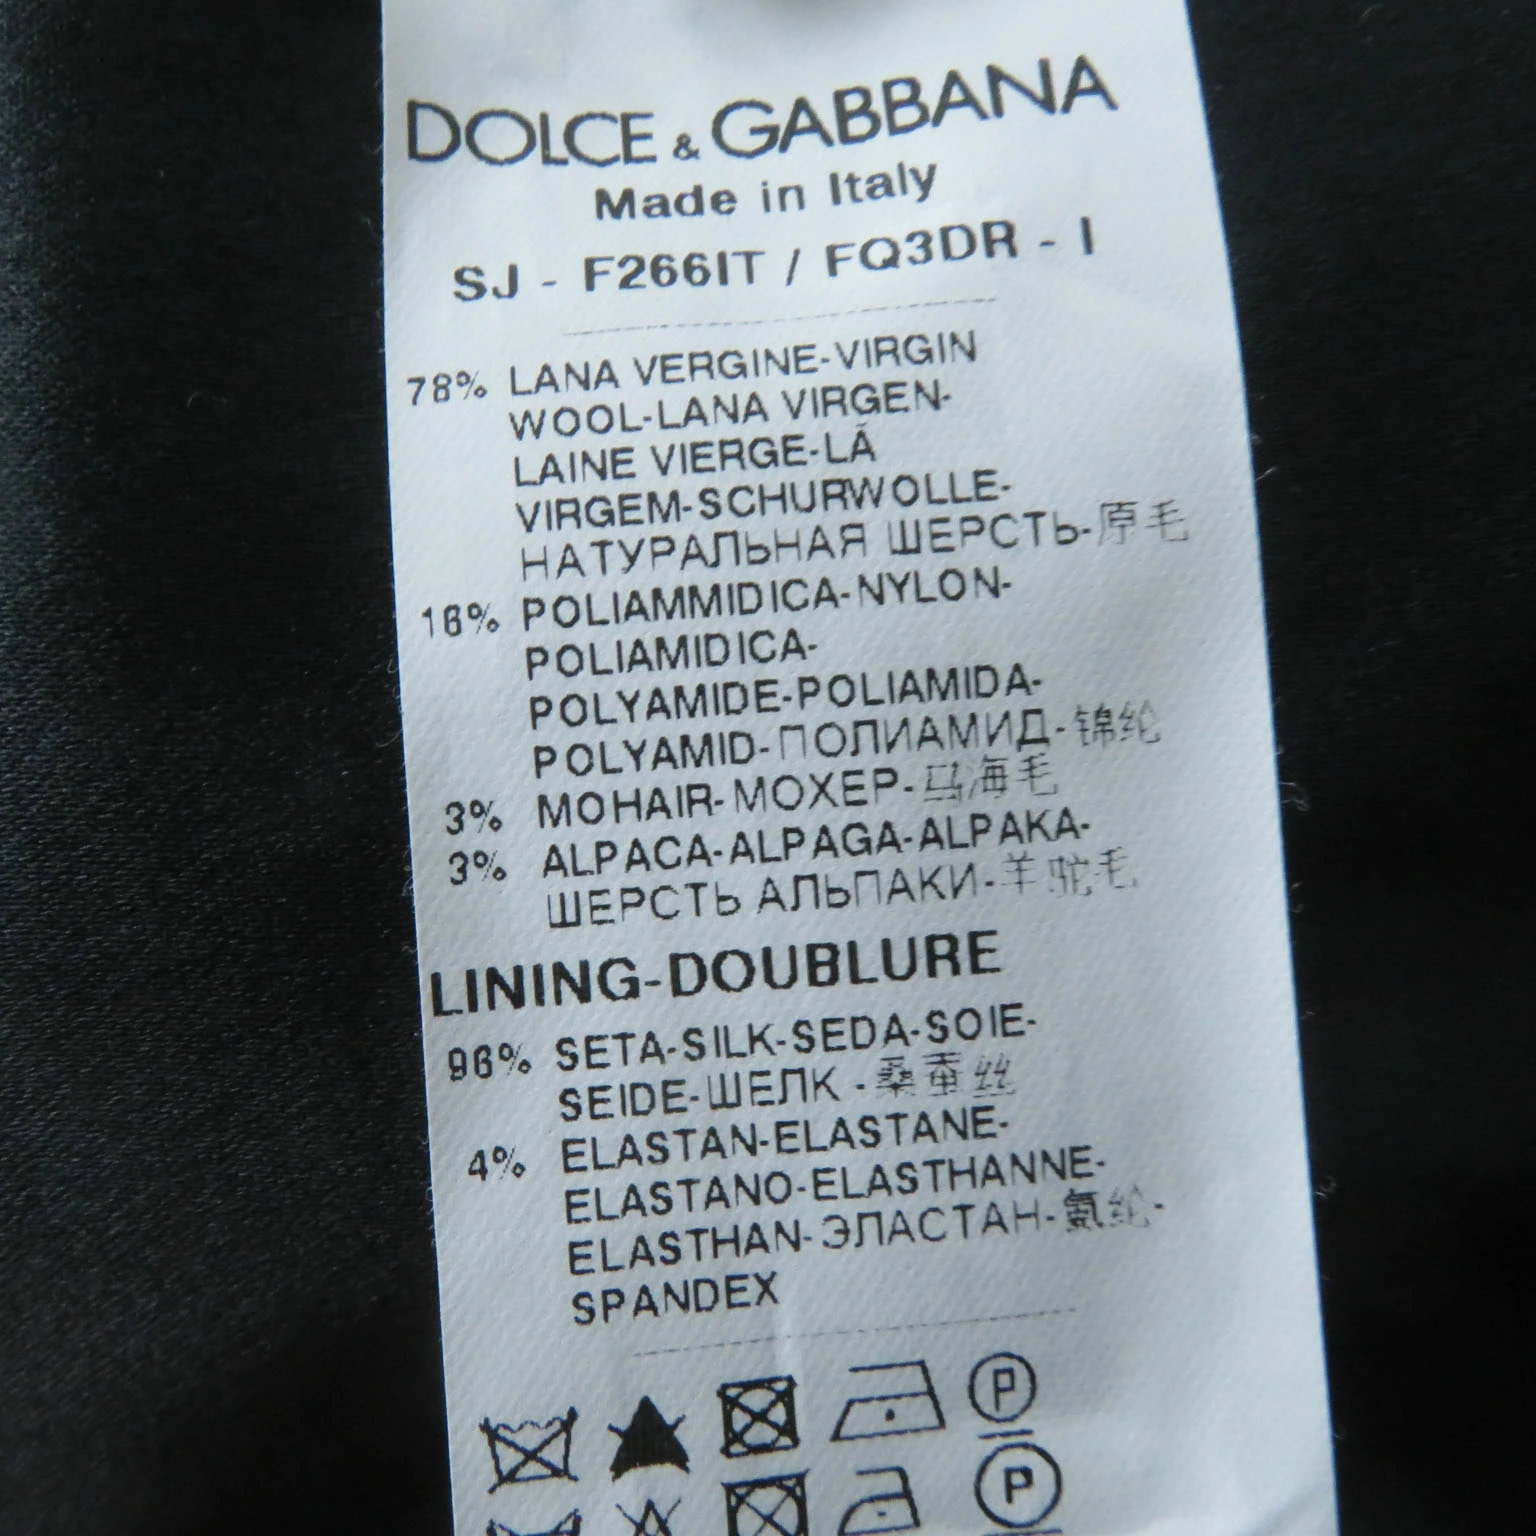 DOLCE & GABBANA
Made in Italy
SJ - F266IT / FQ3DR - I
78% LANA VERGINE-VIRGIN
WOOL-LANA VIRGEN-
LAINE VIERGE-LÃ
VIRGEM-SCHURWOLLE-
НАТУРАЛЬНАЯ ШЕРСТЬ-原毛
16% POLIAMMIDICA-NYLON-
POLIAMIDICA-
POLYAMIDE-POLIAMIDA-
POLYAMID-ПОЛИАМИД-锦纶
3% MOHAIR-МОХЕР-马海毛
3% ALPACA-ALPAGA-ALPAKA-
ШЕРСТЬ АЛЬПАКИ-羊驼毛
LINING-DOUBLURE
96% SETA-SILK-SEDA-SOIE-
SEIDE-ШЕЛК-桑蚕丝
4% ELASTAN-ELASTANE-
ELASTANO-ELASTHANNE-
ELASTHAN-ЭЛАСТАН-氨纶-
SPANDEX
P
P